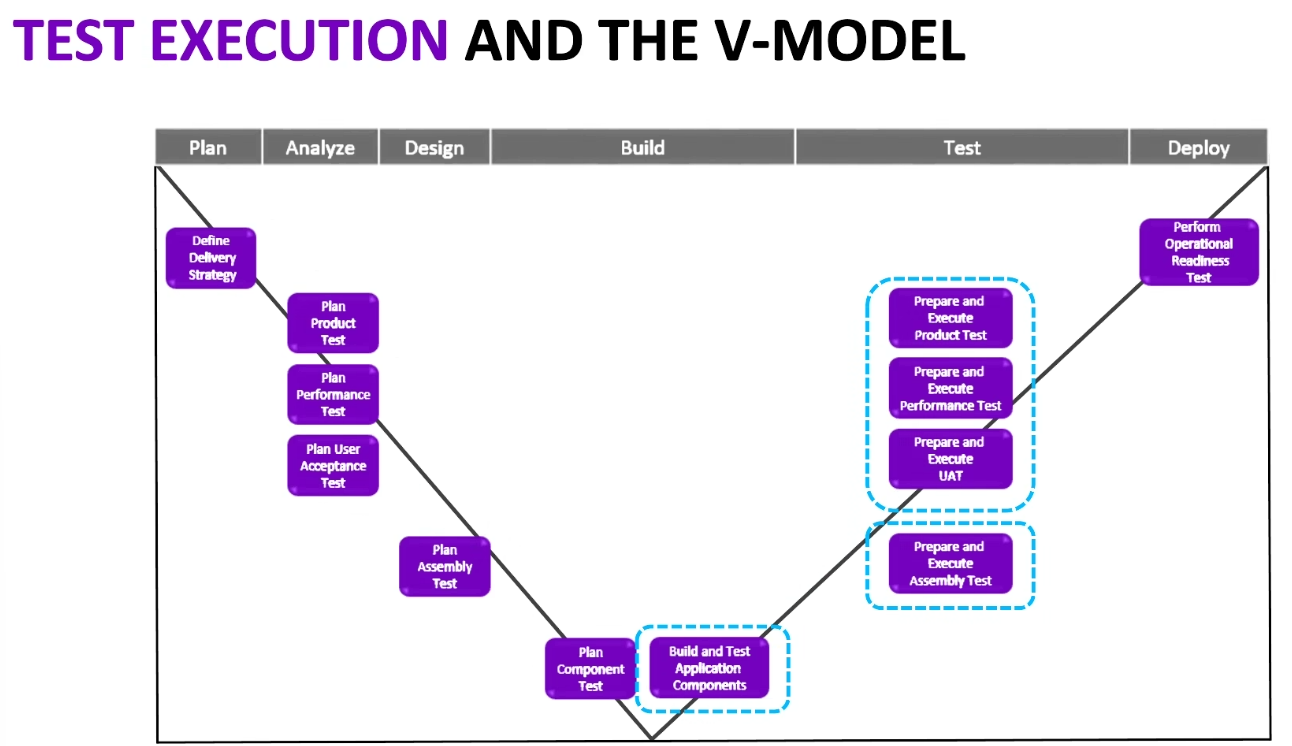 TEST EXECUTION AND THE V-MODEL
Plan
Analyze
Design
Build
Test
Deploy
Define
Delivery
Strategy
Plan
Product
Test
Plan
Performance
Test
Plan User
Acceptance
Test
Plan
Assembly
Test
Plan
Component
Test
Build and Test
Application
Components
Prepare and
Execute
Product Test
Prepare and
Execute
Performance Test
Prepare and
Execute
UAT
Prepare and
Execute
Assembly Test
Perform
Operational
Readiness
Test